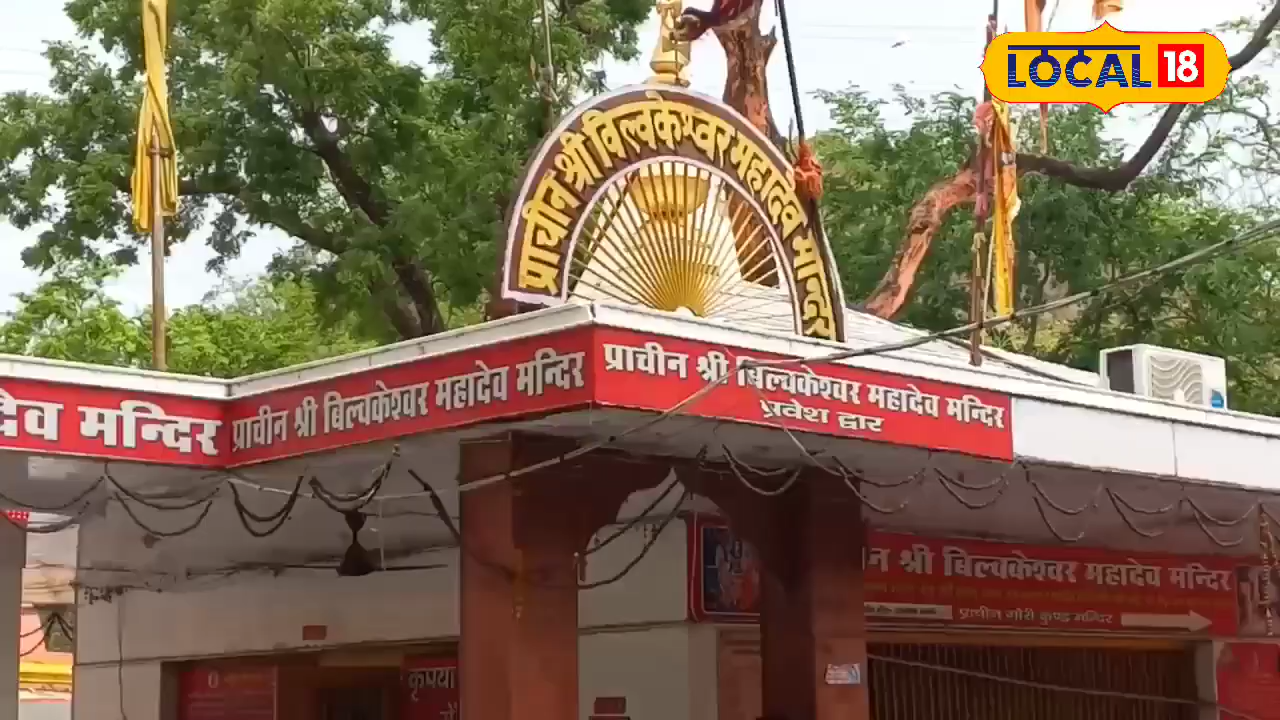 LOCAL 18
प्राचीन श्री विल्वकेश्वर महादेव मन्दिर
देव मन्दिर
प्राचीन श्री बिल्वकेश्वर महादेव मन्दिर
प्राचीन श्री बिल्वकेश्वर महादेव मन्दिर
प्रवेश द्वार
न श्री बिल्वकेश्वर महादेव मन्दिर
प्राचीन गौरी कुण्ड मन्दिर
कृपया